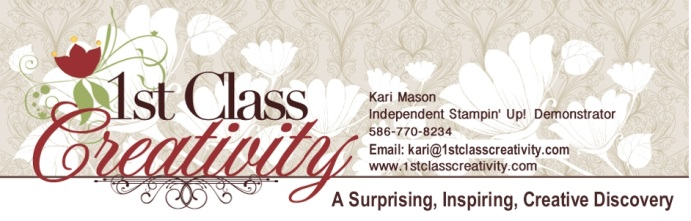 1st Class
Creativity
Kari Mason
Independent Stampin' Up! Demonstrator
586-770-8234
Email: kari@1stclasscreativity.com
www.1stclasscreativity.com
A Surprising, Inspiring, Creative Discovery